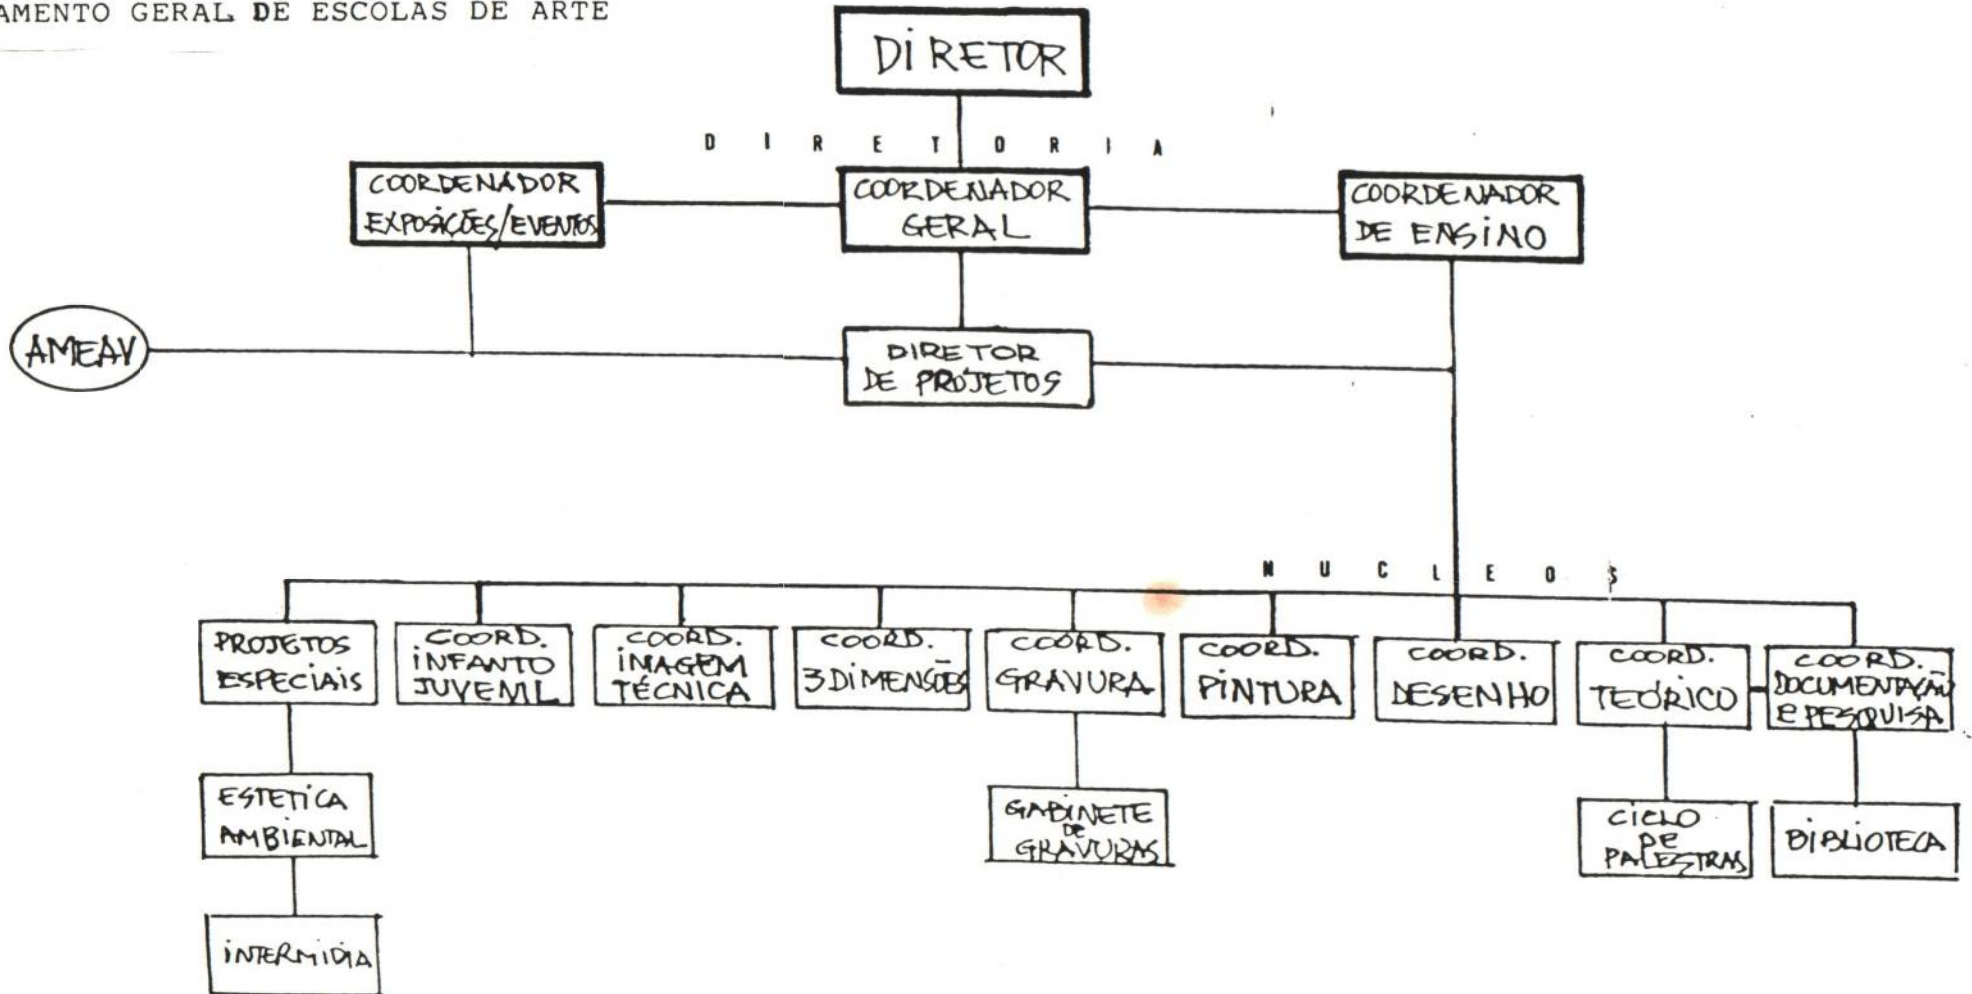 AMENTO GERAL DE ESCOLAS DE ARTE
DiRETOR
D I R E T O R I A
COORDENADOR
EXPOSIÇÕES/EVENTOS
COORDENADOR
GERAL
COORDENADOR
DE ENSiNO
AMEAV
DIRETOR
DE PROJETOS
N U C L E O S
PROJETOS
ESPECiAiS
COORD.
iNFANTO
JUVENIL
COORD.
iMAGEM
TÉCNICA
COORD.
3 DiMENSÕES
COORD.
GRAVURA
COORD.
PiNTURA
COORD.
DESENHO
COORD.
TEÓRiCO
COORD.
DOCUMENTAÇÃO
e PESQUISA
ESTETiCA
AMBiENTAL
GABiNETE
DE
GRAVURAS
CiCLO
DE
PALESTRAS
BiBLiOTECA
iNTERMiDiA